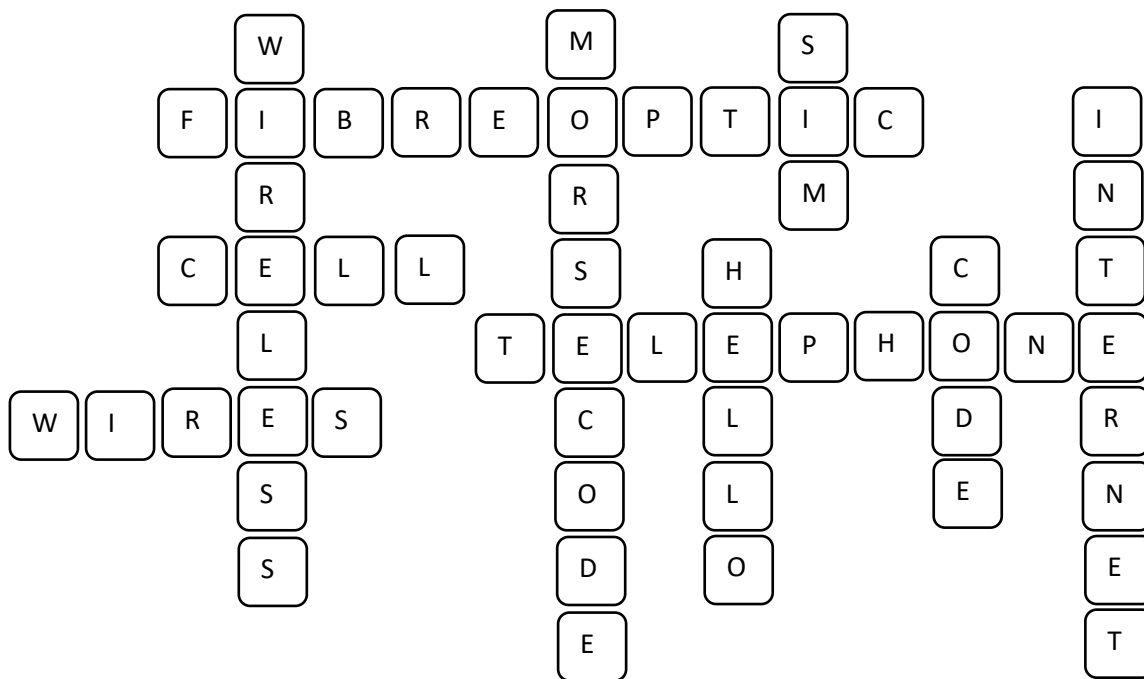 W M S
F I B R E O P T I C I
R R M N
C E L L S H C T
L T E L E P H O N E
W I R E S C L D R
S O L E N
S D O E
E T